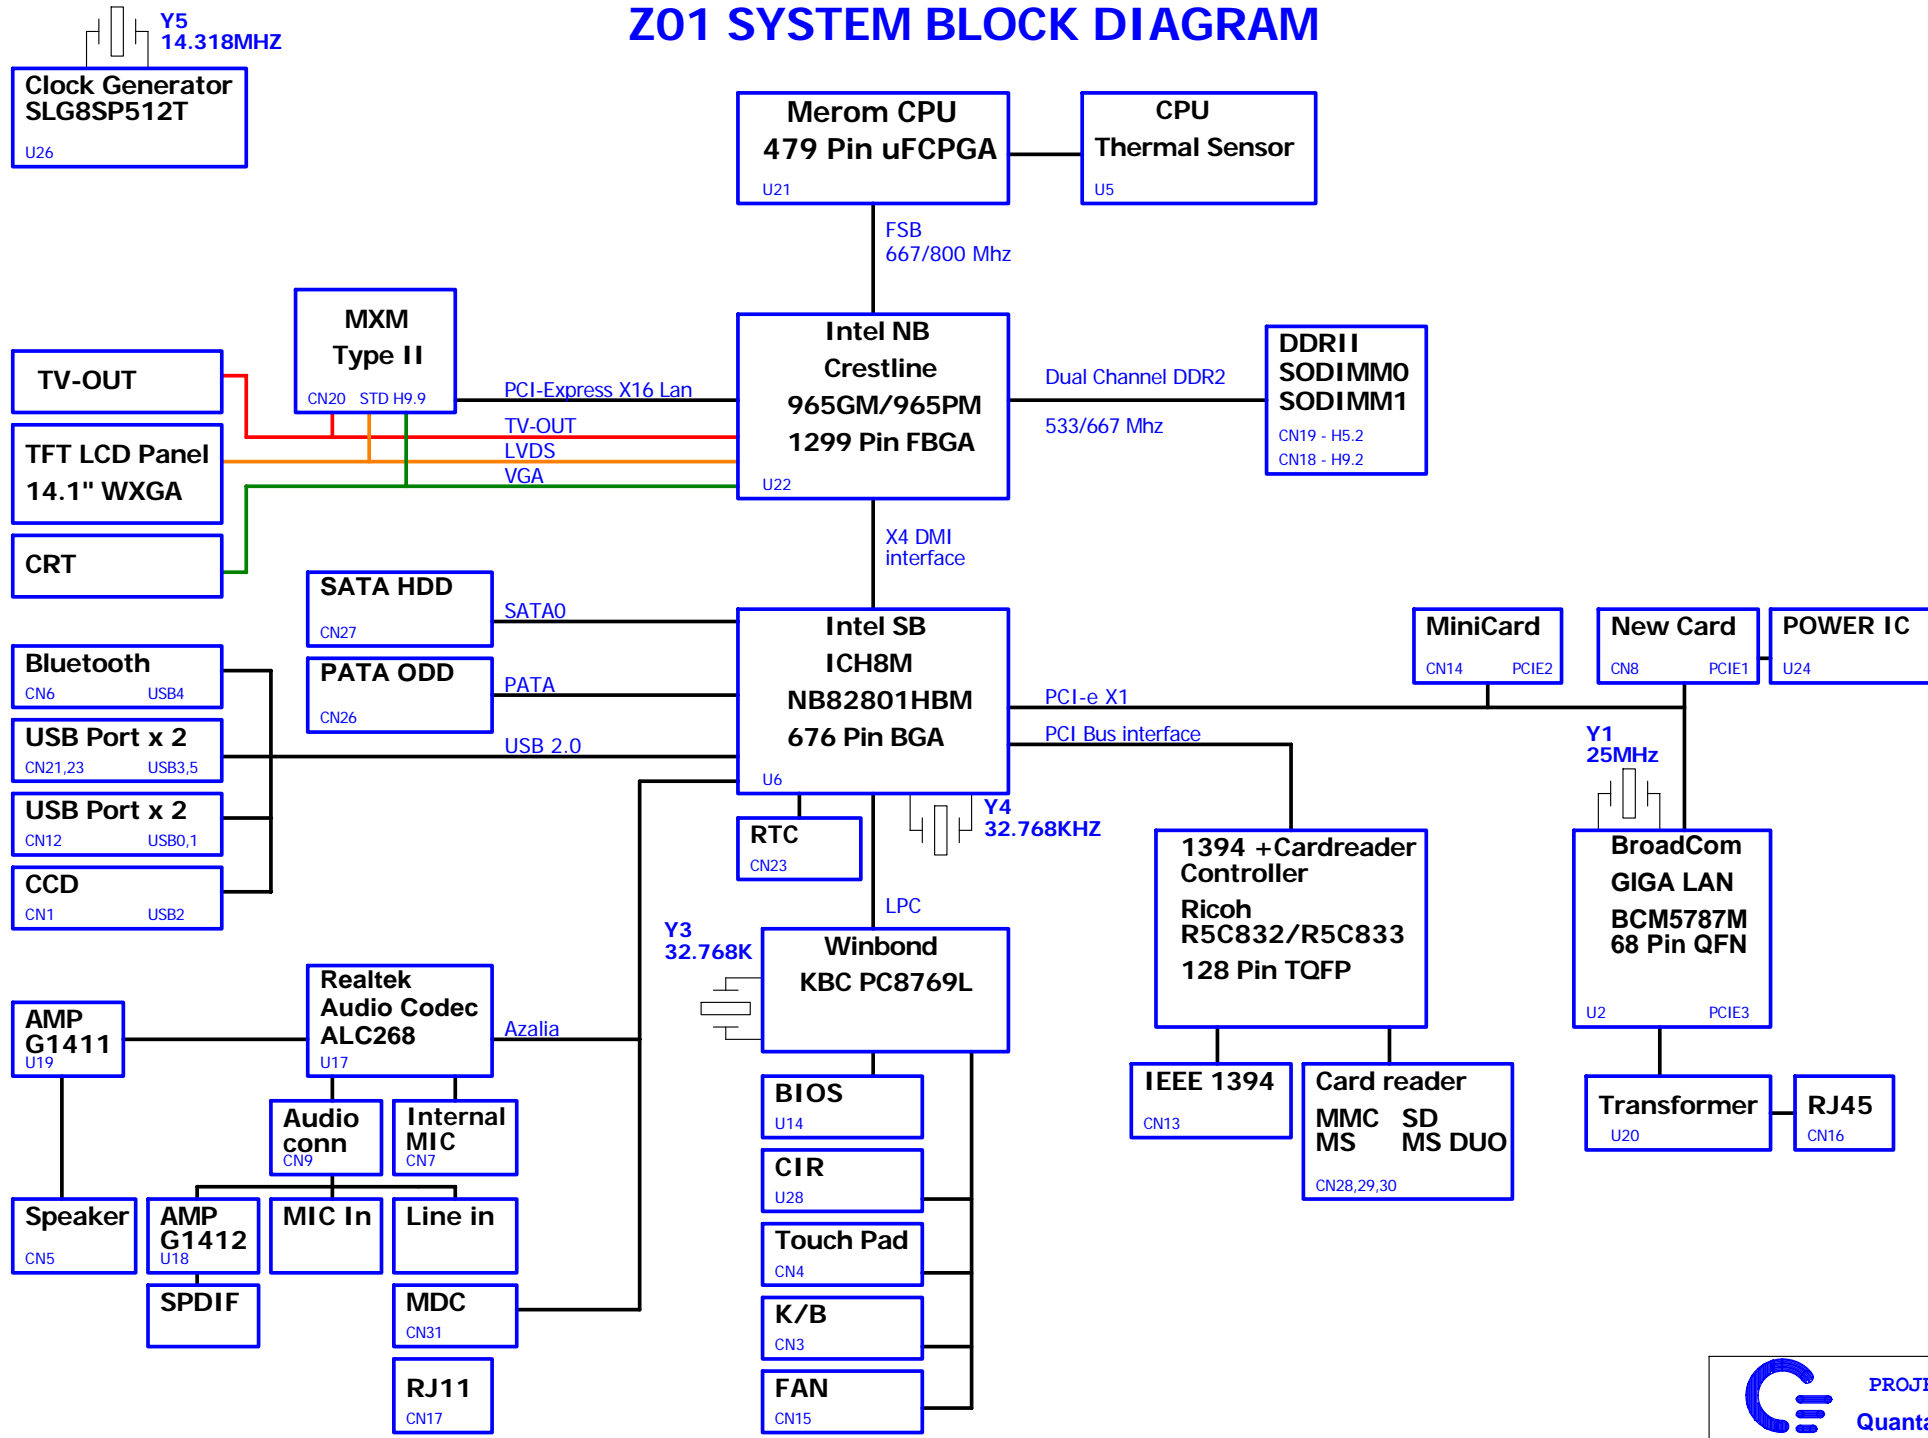 Z01 SYSTEM BLOCK DIAGRAM
Y5
14.318MHZ
Clock Generator
SLG8SP512T
U26
Merom CPU
479 Pin uFCPGA
U21
CPU
Thermal Sensor
U5
FSB
667/800 Mhz
MXM
Type II
CN20 STD H9.9
TV-OUT
TFT LCD Panel
14.1" WXGA
CRT
PCI-Express X16 Lan
TV-OUT
LVDS
VGA
Intel NB
Crestline
965GM/965PM
1299 Pin FBGA
U22
Dual Channel DDR2
533/667 Mhz
DDRII
SODIMM0
SODIMM1
CN19 - H5.2
CN18 - H9.2
X4 DMI
interface
SATA HDD
CN27
SATA0
PATA ODD
CN26
PATA
Intel SB
ICH8M
NB82801HBM
676 Pin BGA
U6
MiniCard
CN14 PCIE2
New Card
CN8 PCIE1
POWER IC
U24
Bluetooth
CN6 USB4
USB Port x 2
CN21,23 USB3,5
USB Port x 2
CN12 USB0,1
CCD
CN1 USB2
USB 2.0
PCI-e X1
PCI Bus interface
Y1
25MHz
RTC
CN23
Y4
32.768KHZ
1394 +Cardreader
Controller
Ricoh
R5C832/R5C833
128 Pin TQFP
BroadCom
GIGA LAN
BCM5787M
68 Pin QFN
U2 PCIE3
LPC
Y3
32.768K
Winbond
KBC PC8769L
Realtek
Audio Codec
ALC268
U17
Azalia
AMP
G1411
U19
Audio
conn
CN9
Internal
MIC
CN7
BIOS
U14
IEEE 1394
CN13
Card reader
MMC SD
MS MS DUO
CN28,29,30
Transformer
U20
RJ45
CN16
CIR
U28
Speaker
CN5
AMP
G1412
U18
MIC In
Line in
Touch Pad
CN4
SPDIF
MDC
CN31
K/B
CN3
RJ11
CN17
FAN
CN15
PROJE
Quanta